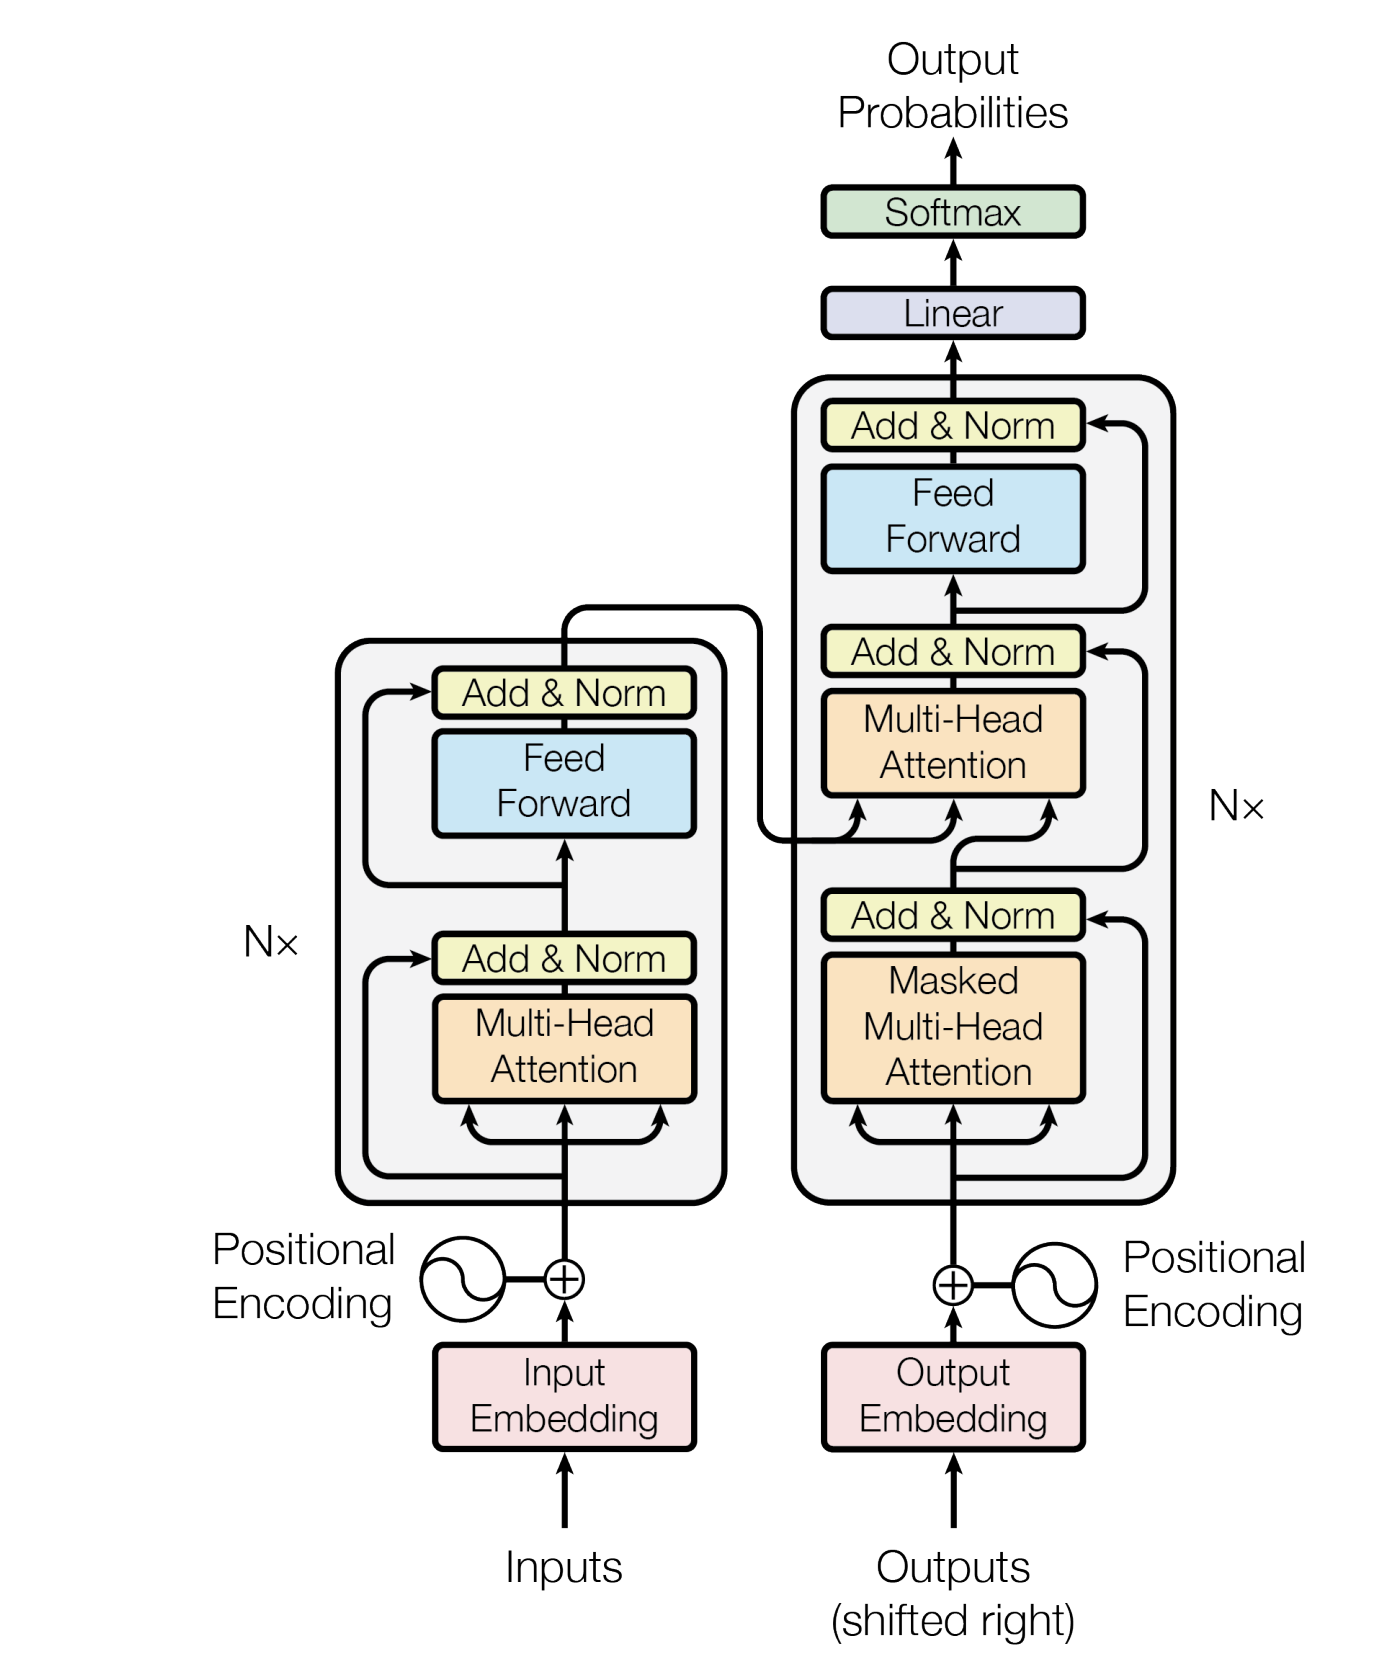 Output
Probabilities
Softmax
Linear
Add & Norm
Feed
Forward
Add & Norm
Multi-Head
Attention
Add & Norm
Masked
Multi-Head
Attention
N×
Add & Norm
Feed
Forward
Add & Norm
Multi-Head
Attention
N×
Positional
Encoding
Positional
Encoding
Input
Embedding
Output
Embedding
Inputs
Outputs
(shifted right)